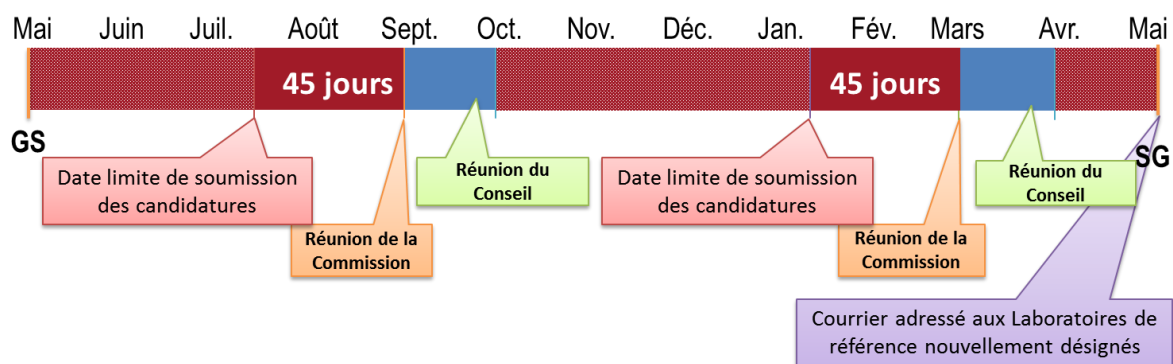 Mai Juin Juil. Août Sept. Oct. Nov. Déc. Jan. Fév. Mars Avr. Mai
45 jours 45 jours
GS SG
Date limite de soumission
des candidatures
Réunion de la
Commission
Réunion du
Conseil
Date limite de soumission
des candidatures
Réunion de la
Commission
Réunion du
Conseil
Courrier adressé aux Laboratoires de
référence nouvellement désignés